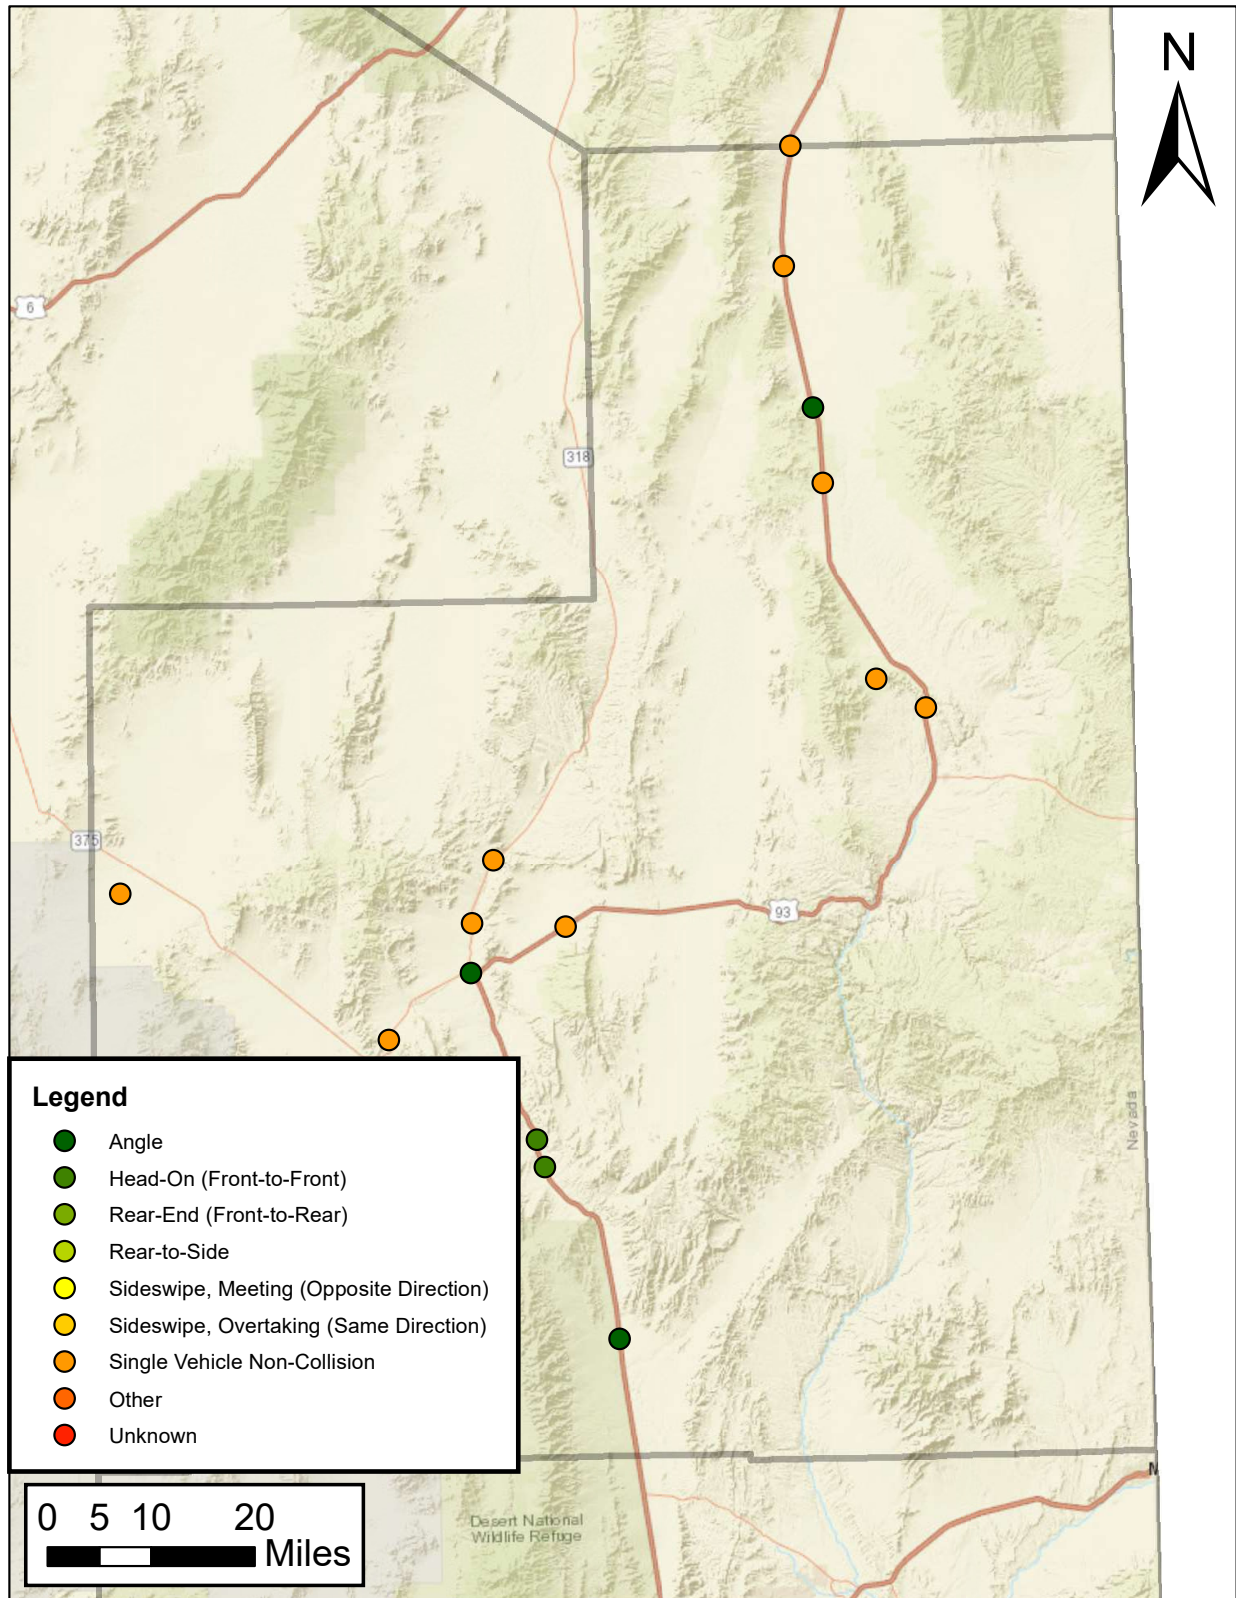 N
6
318
375
93
Nevada
Legend
Angle
Head-On (Front-to-Front)
Rear-End (Front-to-Rear)
Rear-to-Side
Sideswipe, Meeting (Opposite Direction)
Sideswipe, Overtaking (Same Direction)
Single Vehicle Non-Collision
Other
Unknown
0 5 10 20
Miles
Desert National
Wildlife Refuge